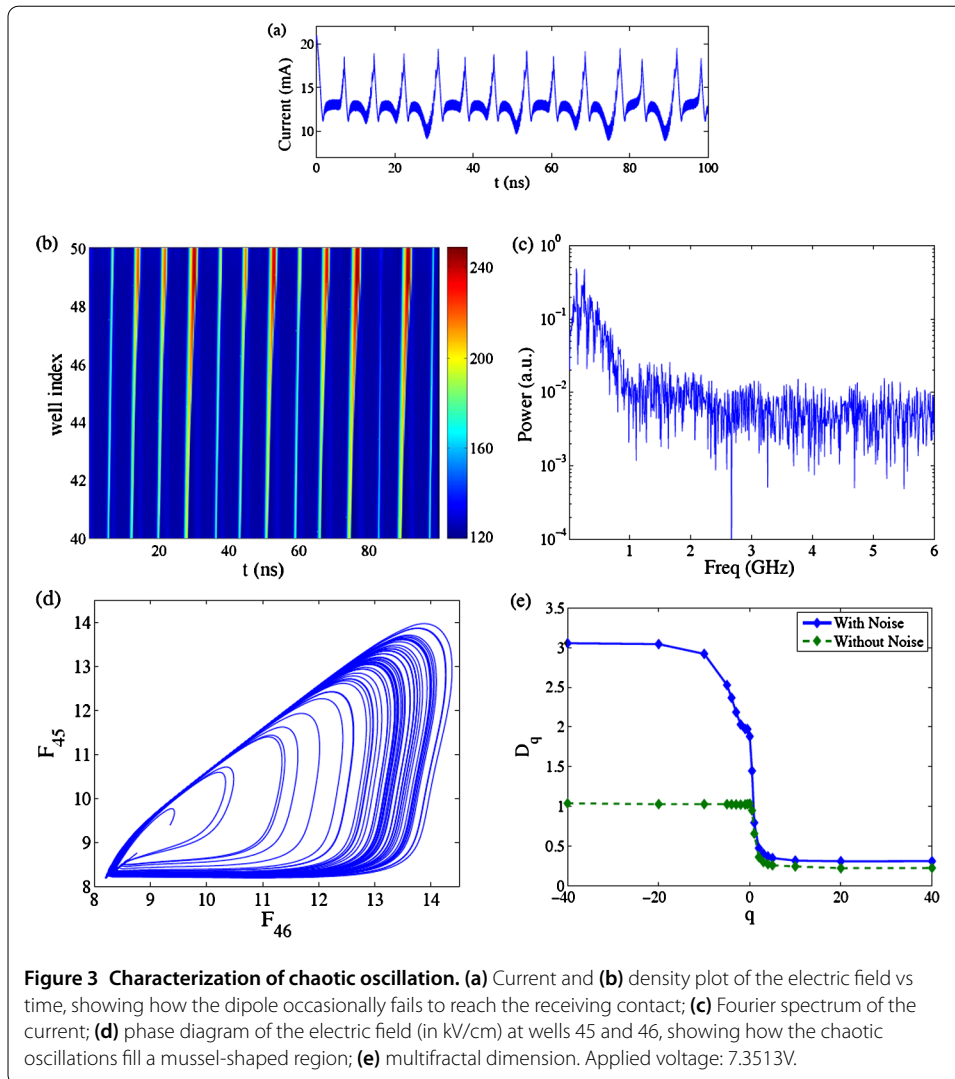 (a)
20
15
10
Current (mA)
0 20 40 60 80 100
t (ns)
(b)
50
48
46
44
42
40
well index
20 40 60 80
t (ns)
240
200
160
120
(c)
10^0
10^-1
10^-2
10^-3
10^-4
Power (a.u.)
1 2 3 4 5 6
Freq (GHz)
(d)
14
13
12
11
10
9
8
F_45
8 9 10 11 12 13 14
F_46
(e)
3.5
3
2.5
2
1.5
1
0.5
0
D_q
With Noise
Without Noise
−40 −20 0 20 40
q
Figure 3 Characterization of chaotic oscillation. (a) Current and (b) density plot of the electric field vs
time, showing how the dipole occasionally fails to reach the receiving contact; (c) Fourier spectrum of the
current; (d) phase diagram of the electric field (in kV/cm) at wells 45 and 46, showing how the chaotic
oscillations fill a mussel-shaped region; (e) multifractal dimension. Applied voltage: 7.3513V.